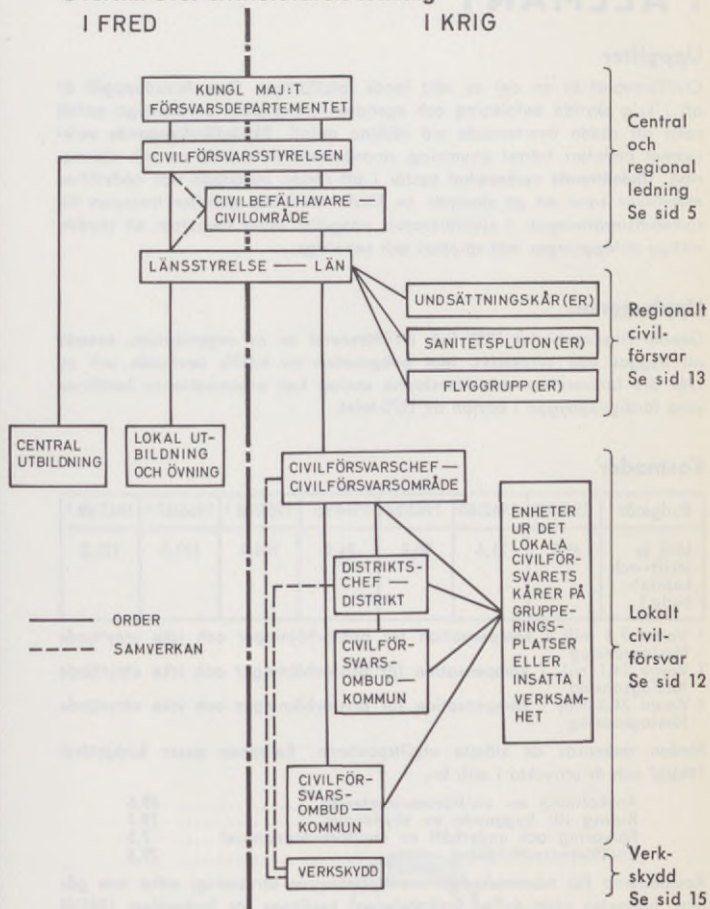 I FRED
I KRIG
KUNGL MAJ:T
FÖRSVARSDEPARTEMENTET
CIVILFÖRSVARSSTYRELSEN
CIVILBEFÄLHAVARE —
CIVILOMRÅDE
LÄNSSTYRELSE — LÄN
Central
och
regional
ledning
Se sid 5
UNDSÄTTNINGSKÅR (ER)
SANITETSPLUTON (ER)
FLYGGRUPP (ER)
Regionalt
civil-
försvar
Se sid 13
CENTRAL
UTBILDNING
LOKAL UT-
BILDNING
OCH ÖVNING
CIVILFÖRSVARSCHEF —
CIVILFÖRSVARSOMRÅDE
DISTRIKTS-
CHEF —
DISTRIKT
CIVILFÖR-
SVARS-
OMBUD —
KOMMUN
CIVILFÖR-
SVARS-
OMBUD —
KOMMUN
ENHETER
UR DET
LOKALA
CIVILFÖR-
SVARETS
KÅRER PÅ
GRUPPE-
RINGS-
PLATSER
ELLER
INSATTA I
VERKSAM-
HET
Lokalt
civil-
försvar
Se sid 12
ORDER
SAMVERKAN
VERKSKYDD
Verk-
skydd
Se sid 15